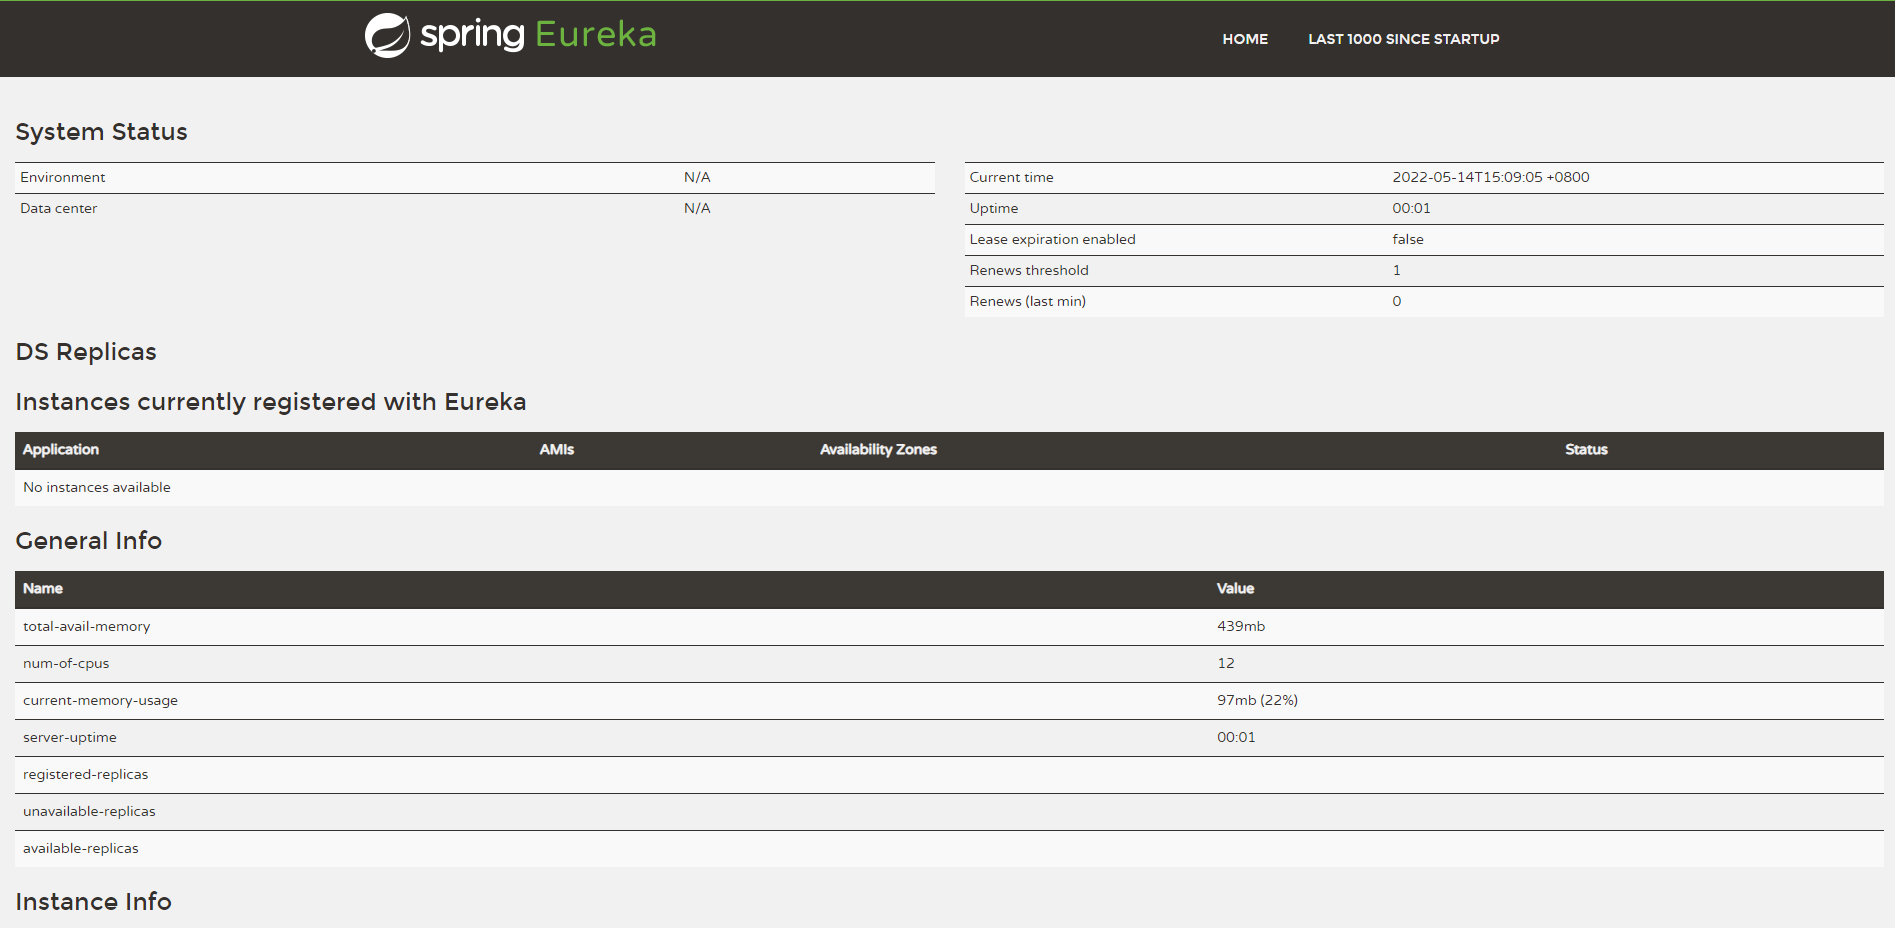 spring Eureka
HOME LAST 1000 SINCE STARTUP
System Status
Environment N/A
Data center N/A
Current time 2022-05-14T15:09:05 +0800
Uptime 00:01
Lease expiration enabled false
Renews threshold 1
Renews (last min) 0
DS Replicas
Instances currently registered with Eureka
Application AMIs Availability Zones Status
No instances available
General Info
Name Value
total-avail-memory 439mb
num-of-cpus 12
current-memory-usage 97mb (22%)
server-uptime 00:01
registered-replicas
unavailable-replicas
available-replicas
Instance Info